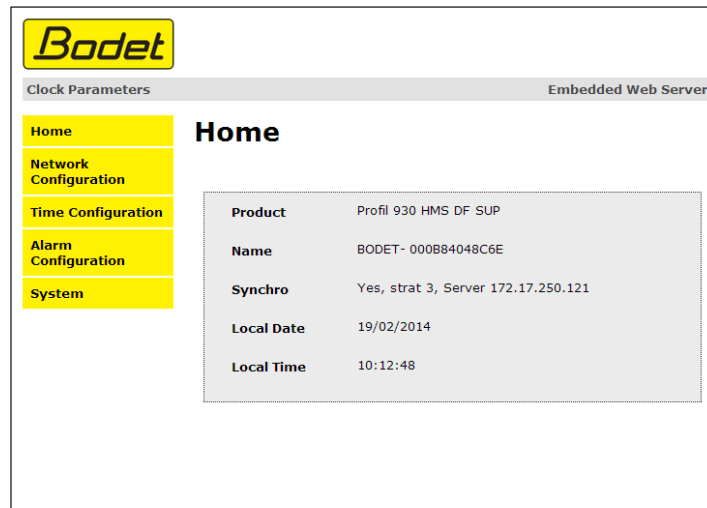 Bodet
Clock Parameters
Embedded Web Server
Home
Network
Configuration
Time Configuration
Alarm
Configuration
System
Home
Product Profil 930 HMS DF SUP
Name BODET- 000B84048C6E
Synchro Yes, strat 3, Server 172.17.250.121
Local Date 19/02/2014
Local Time 10:12:48